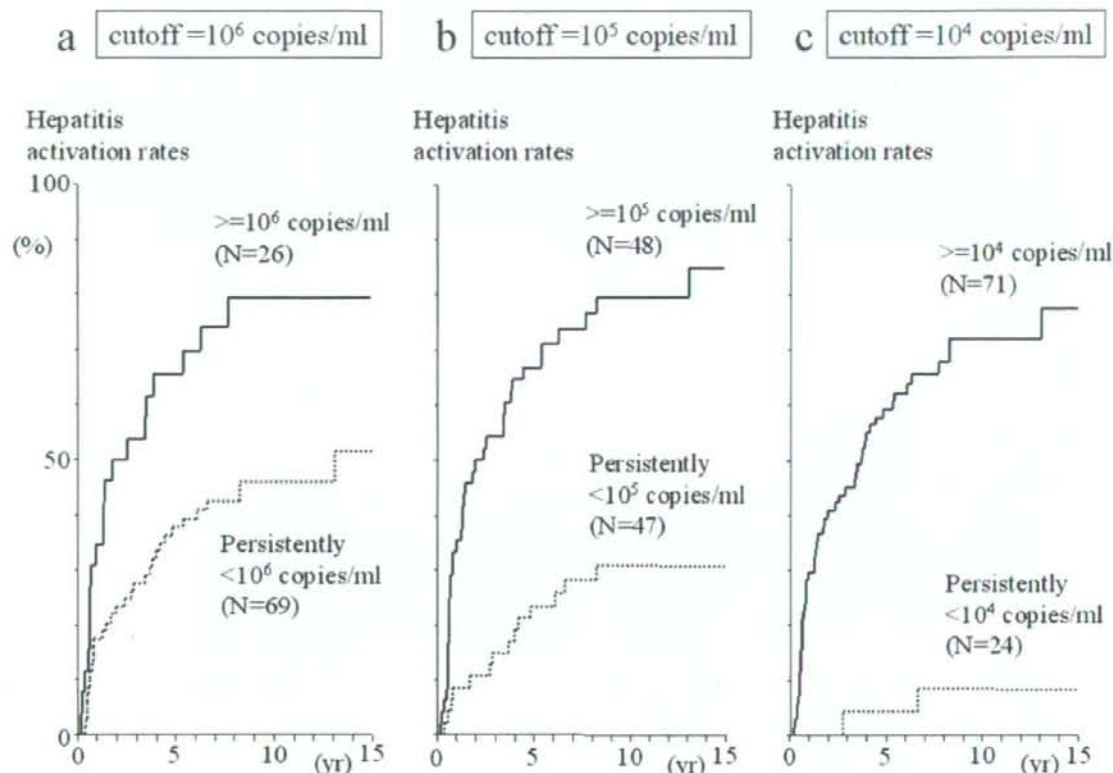 a cutoff =10⁶ copies/ml
b cutoff =10⁵ copies/ml
c cutoff =10⁴ copies/ml
Hepatitis
activation rates
100
(%)
50
0
>=10⁶ copies/ml
(N=26)
Persistently
<10⁶ copies/ml
(N=69)
5
10
(yr)
15
Hepatitis
activation rates
>=10⁵ copies/ml
(N=48)
Persistently
<10⁵ copies/ml
(N=47)
5
10
(yr)
15
Hepatitis
activation rates
>=10⁴ copies/ml
(N=71)
Persistently
<10⁴ copies/ml
(N=24)
5
10
(yr)
15